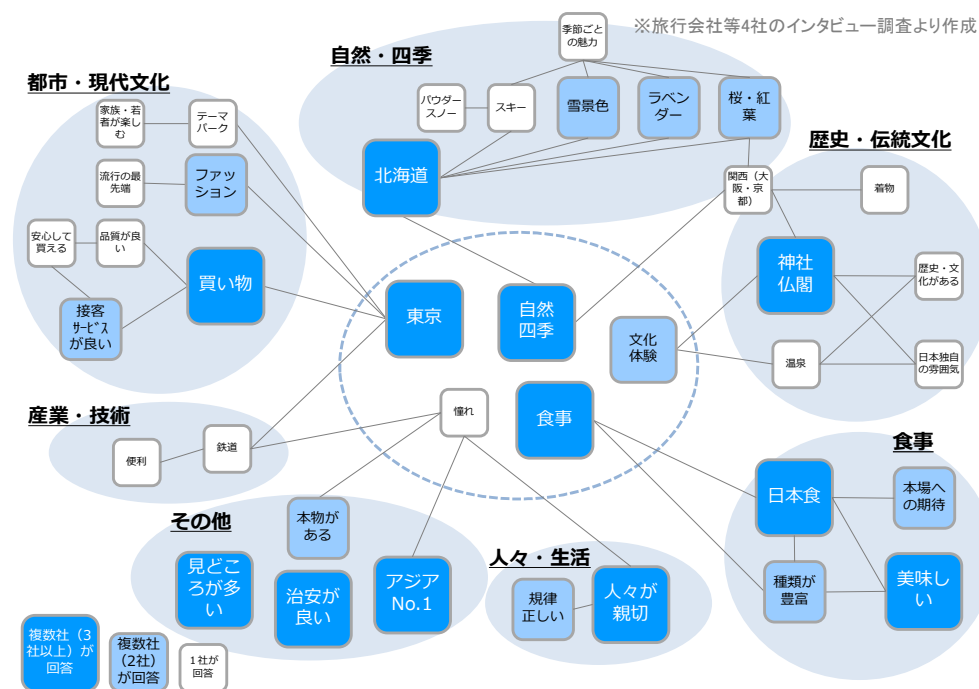 ※旅行会社等4社のインタビュー調査より作成
自然・四季
季節ごと
の魅力
パウダー
スノー
スキー
雪景色
ラベン
ダー
桜・紅
葉
北海道
都市・現代文化
家族・若
者が楽し
む
テーマ
パーク
流行の最
先端
ファッ
ション
安心して
買える
品質が良
い
買い物
接客
サービス
が良い
歴史・伝統文化
関西(大
阪・京
都)
着物
神社
仏閣
歴史・文
化がある
温泉
日本独自
の雰囲気
東京
自然
四季
文化
体験
憧れ
食事
産業・技術
便利
鉄道
食事
日本食
本場へ
の期待
種類が
豊富
美味し
い
その他
本物が
ある
見どこ
ろが多
い
治安が
良い
アジア
No.1
人々・生活
規律
正しい
人々が
親切
複数社(3
社以上)が
回答
複数社
(2社)
が回答
1社が
回答